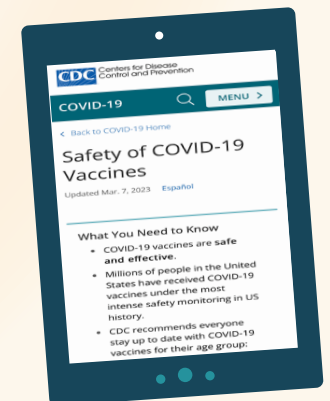 CDC Centers for Disease
Control and Prevention
COVID-19
MENU >
< Back to COVID-19 Home
Safety of COVID-19
Vaccines
Updated Mar. 7, 2023 Español
What You Need to Know
• COVID-19 vaccines are safe
and effective.
• Millions of people in the United
States have received COVID-19
vaccines under the most
intense safety monitoring in US
history.
• CDC recommends everyone
stay up to date with COVID-19
vaccines for their age group: